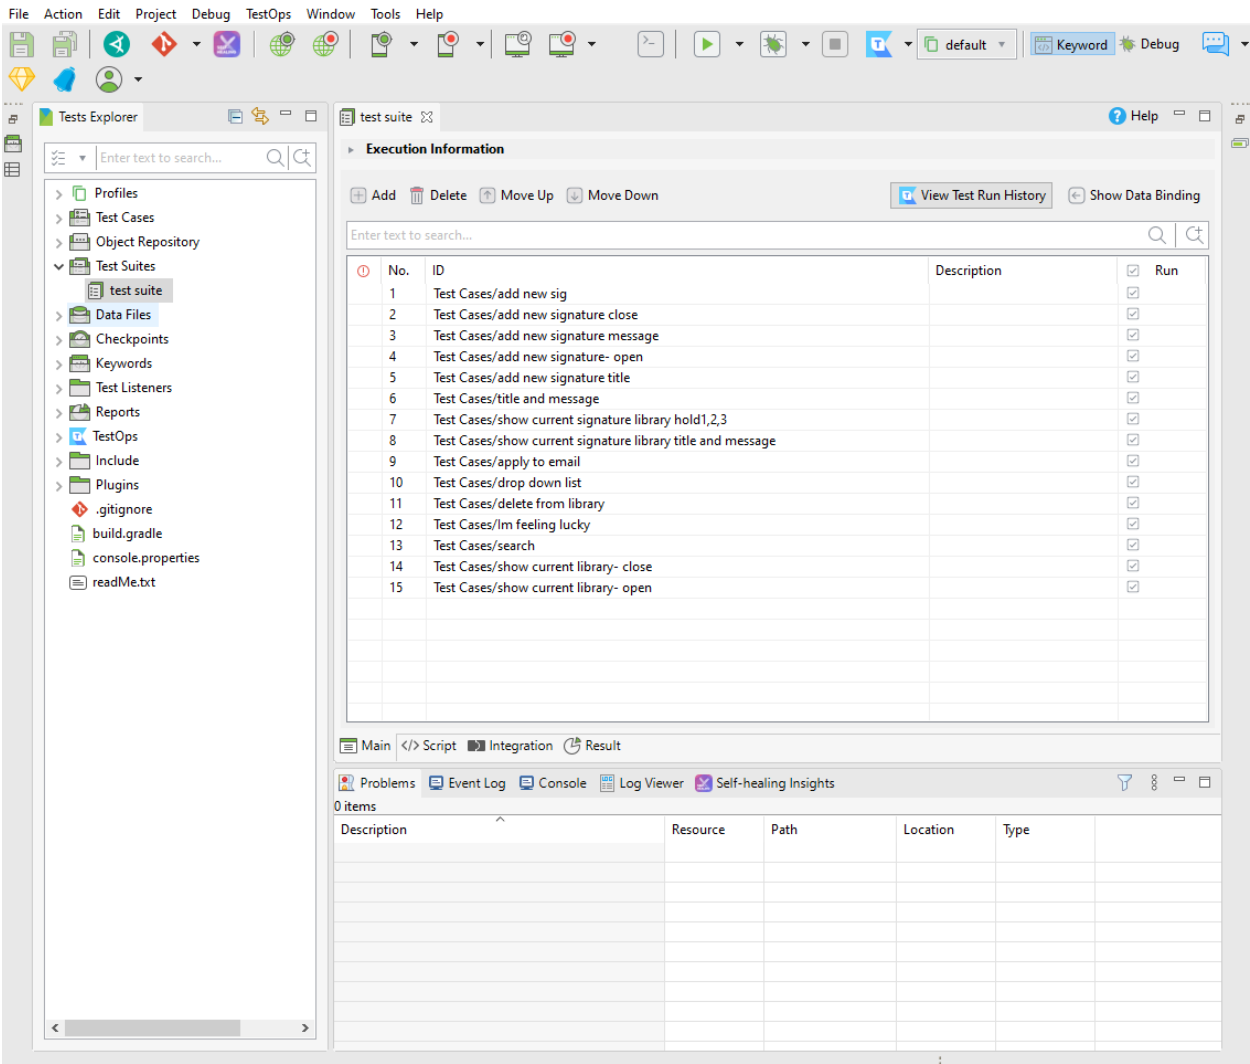 File Action Edit Project Debug TestOps Window Tools Help
default Keyword Debug
Tests Explorer
Enter text to search...
Profiles
Test Cases
Object Repository
Test Suites
test suite
Data Files
Checkpoints
Keywords
Test Listeners
Reports
TestOps
Include
Plugins
.gitignore
build.gradle
console.properties
readMe.txt
test suite Help
Execution Information
Add Delete Move Up Move Down View Test Run History Show Data Binding
Enter text to search...
No. ID Description Run
1 Test Cases/add new sig
2 Test Cases/add new signature close
3 Test Cases/add new signature message
4 Test Cases/add new signature- open
5 Test Cases/add new signature title
6 Test Cases/title and message
7 Test Cases/show current signature library hold1,2,3
8 Test Cases/show current signature library title and message
9 Test Cases/apply to email
10 Test Cases/drop down list
11 Test Cases/delete from library
12 Test Cases/Im feeling lucky
13 Test Cases/search
14 Test Cases/show current library- close
15 Test Cases/show current library- open
Main </> Script Integration Result
Problems Event Log Console Log Viewer Self-healing Insights
0 items
Description Resource Path Location Type